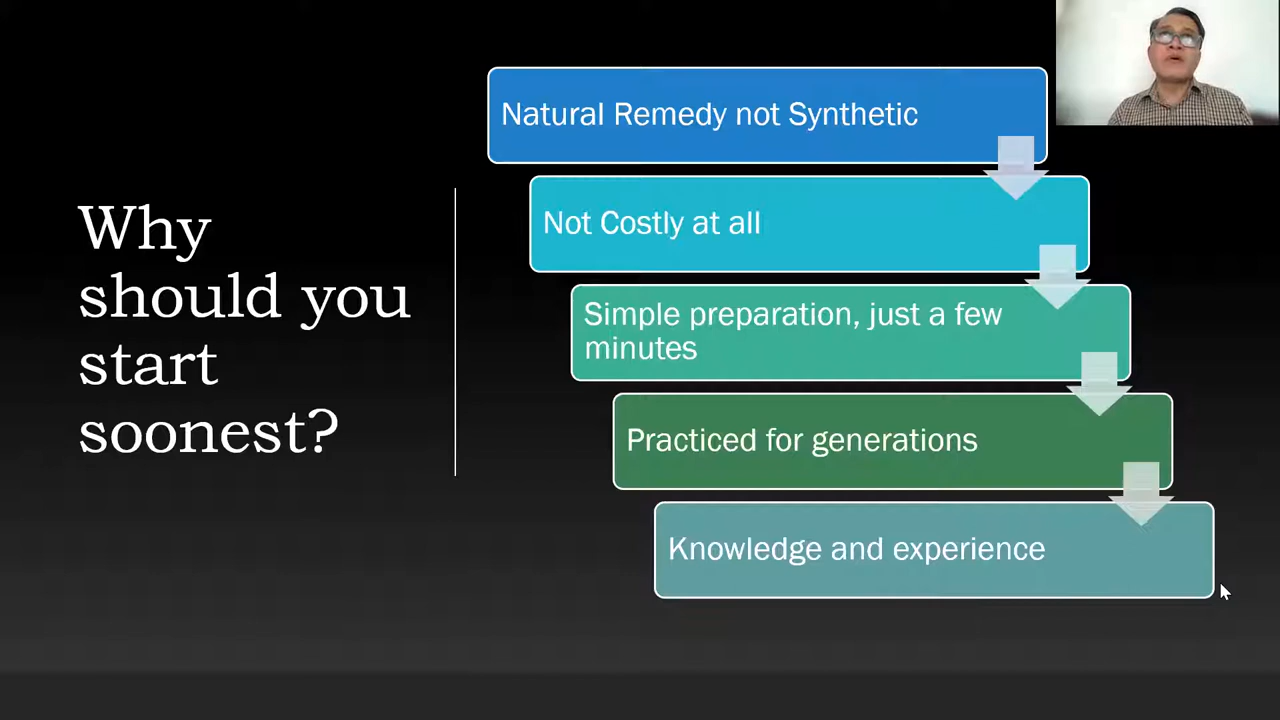 Why
should you
start
soonest?
Natural Remedy not Synthetic
Not Costly at all
Simple preparation, just a few
minutes
Practiced for generations
Knowledge and experience